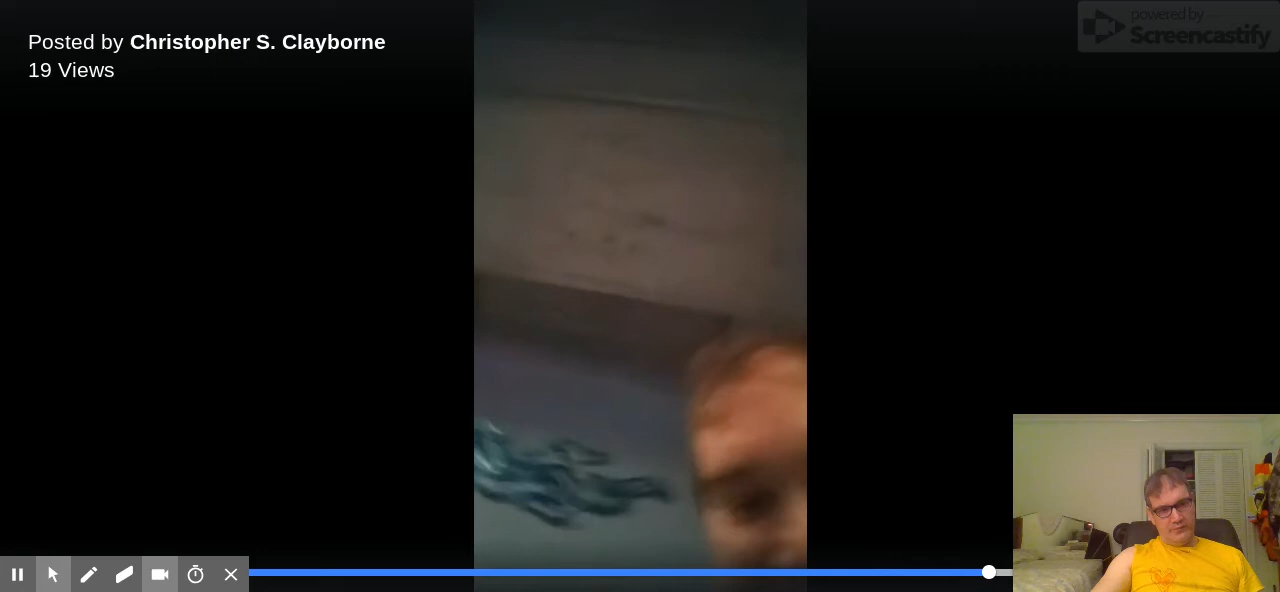 Posted by Christopher S. Clayborne
19 Views
powered by
Screencastify